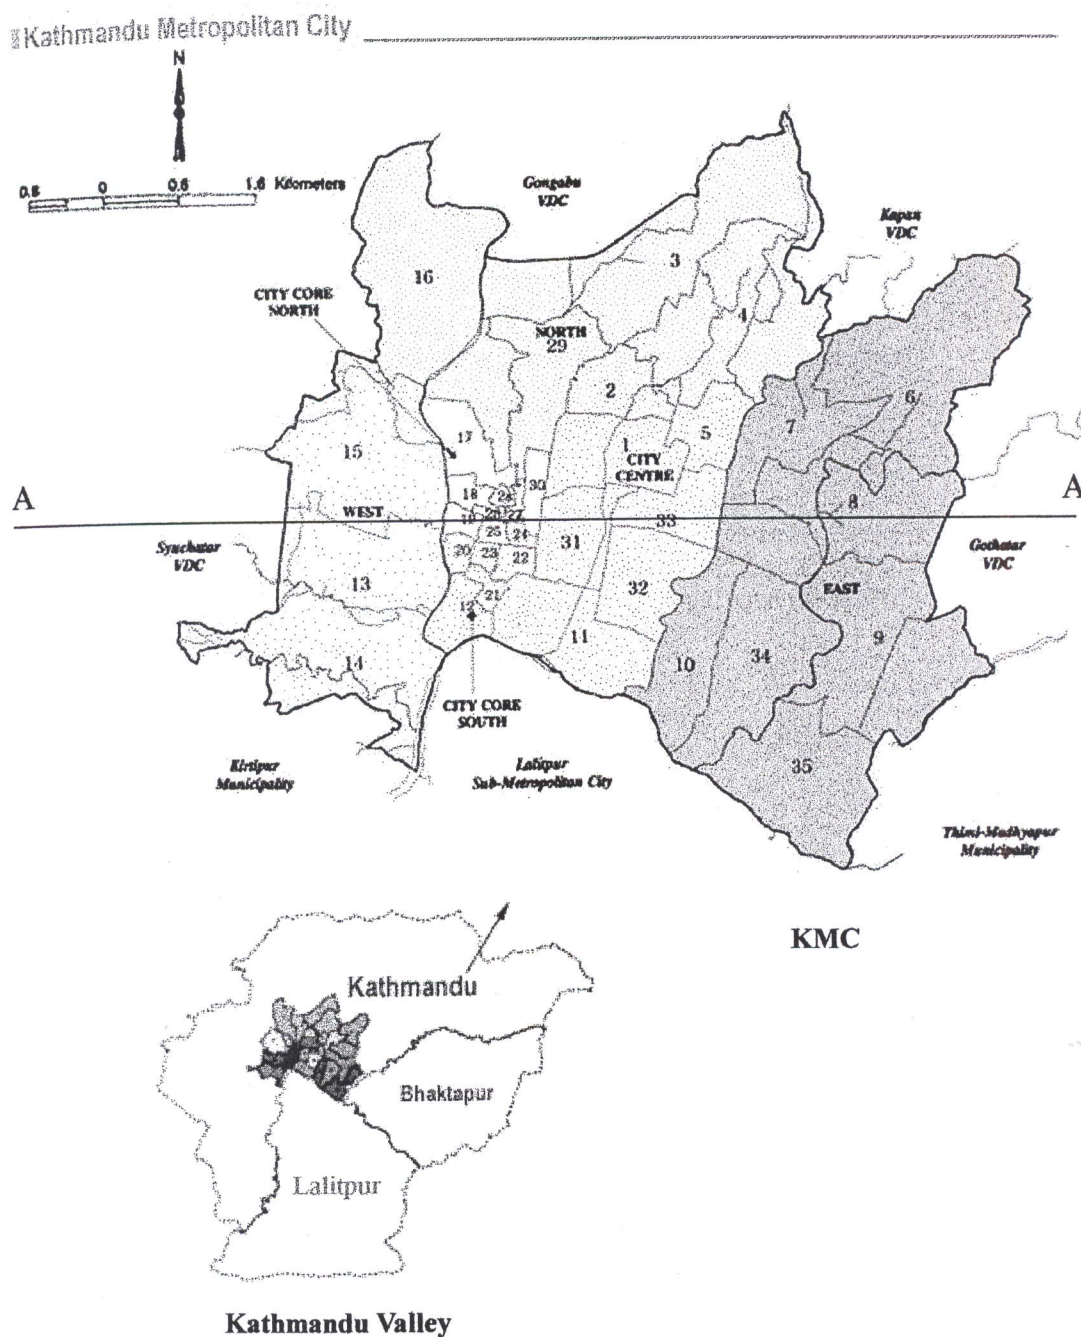 Kathmandu Metropolitan City
N
0.8 0 0.8 1.6 Kilometers
Gongabu
VDC
Kapan
VDC
16
3
CITY CORE
NORTH
4
NORTH
29
2
6
7
5
17
1
CITY
CENTRE
15
30
18
8
A
A
WEST
19
33
25
24
31
Syuchatar
VDC
20
23
22
Gothatar
VDC
13
32
EAST
21
12
11
9
14
10
34
CITY CORE
SOUTH
35
Kirtipur
Municipality
Lalitpur
Sub-Metropolitan City
Thimi-Madhyapur
Municipality
KMC
Kathmandu
Bhaktapur
Lalitpur
Kathmandu Valley